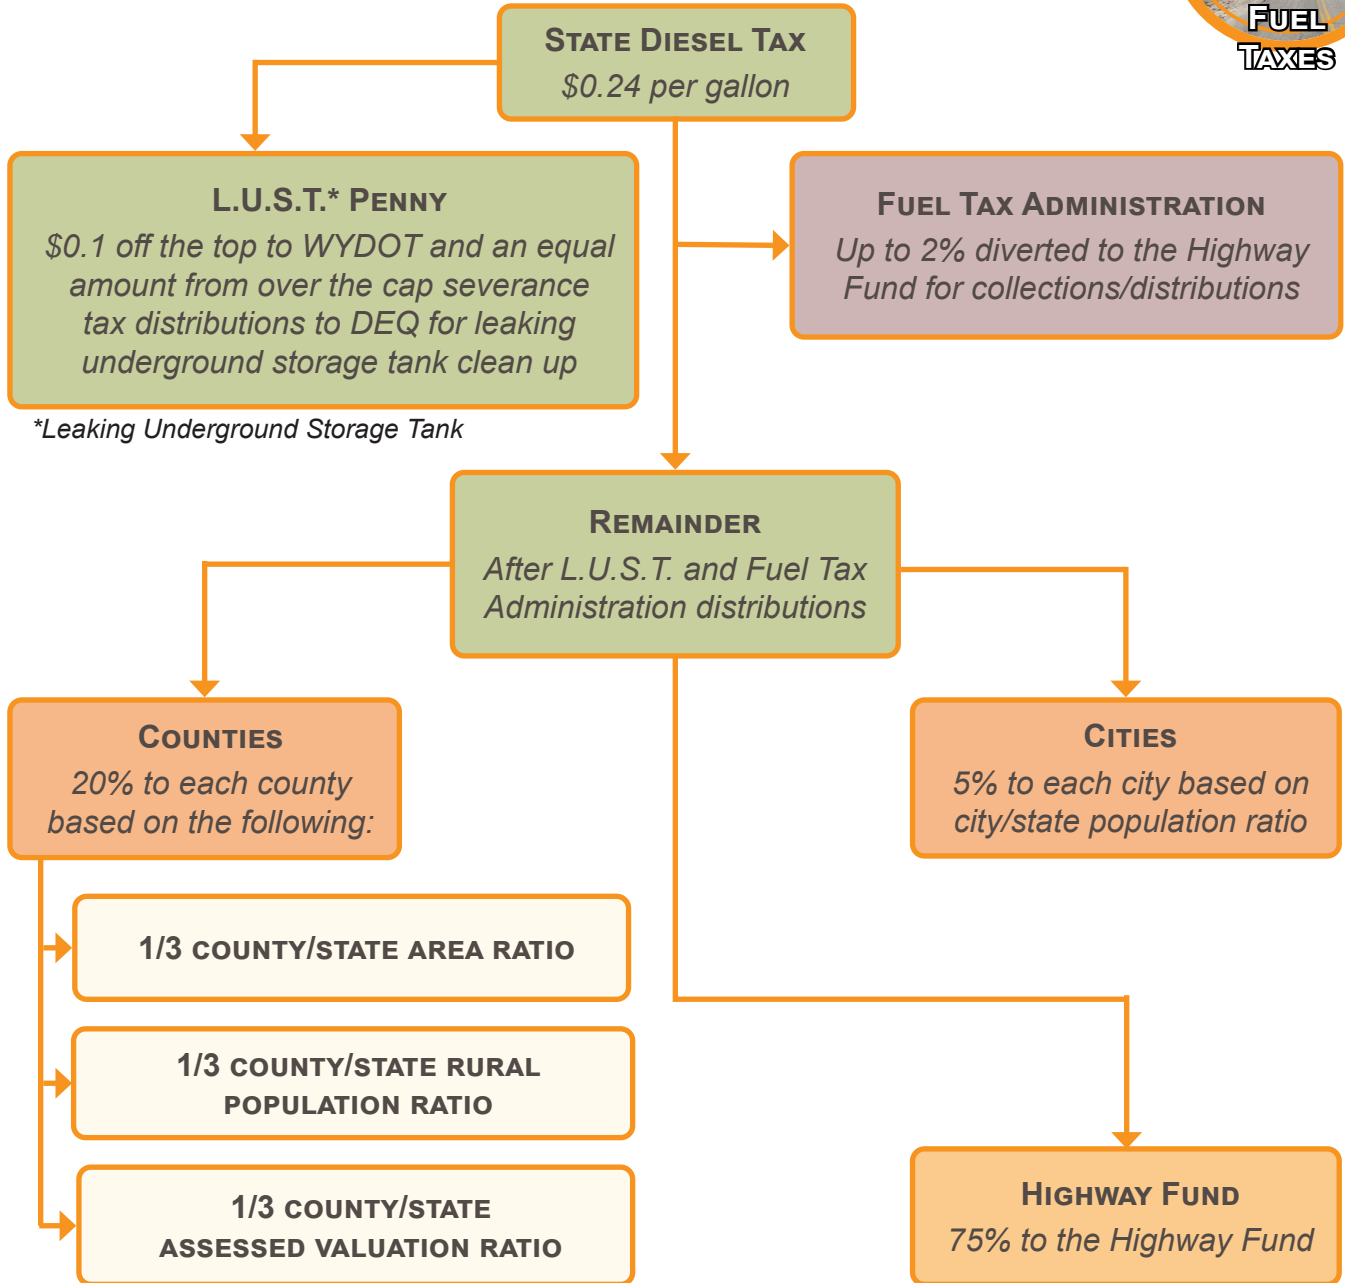 FUEL
TAXES
STATE DIESEL TAX
$0.24 per gallon
L.U.S.T.* PENNY
$0.1 off the top to WYDOT and an equal
amount from over the cap severance
tax distributions to DEQ for leaking
underground storage tank clean up
FUEL TAX ADMINISTRATION
Up to 2% diverted to the Highway
Fund for collections/distributions
*Leaking Underground Storage Tank
REMAINDER
After L.U.S.T. and Fuel Tax
Administration distributions
COUNTIES
20% to each county
based on the following:
CITIES
5% to each city based on
city/state population ratio
1/3 COUNTY/STATE AREA RATIO
1/3 COUNTY/STATE RURAL
POPULATION RATIO
1/3 COUNTY/STATE
ASSESSED VALUATION RATIO
HIGHWAY FUND
75% to the Highway Fund